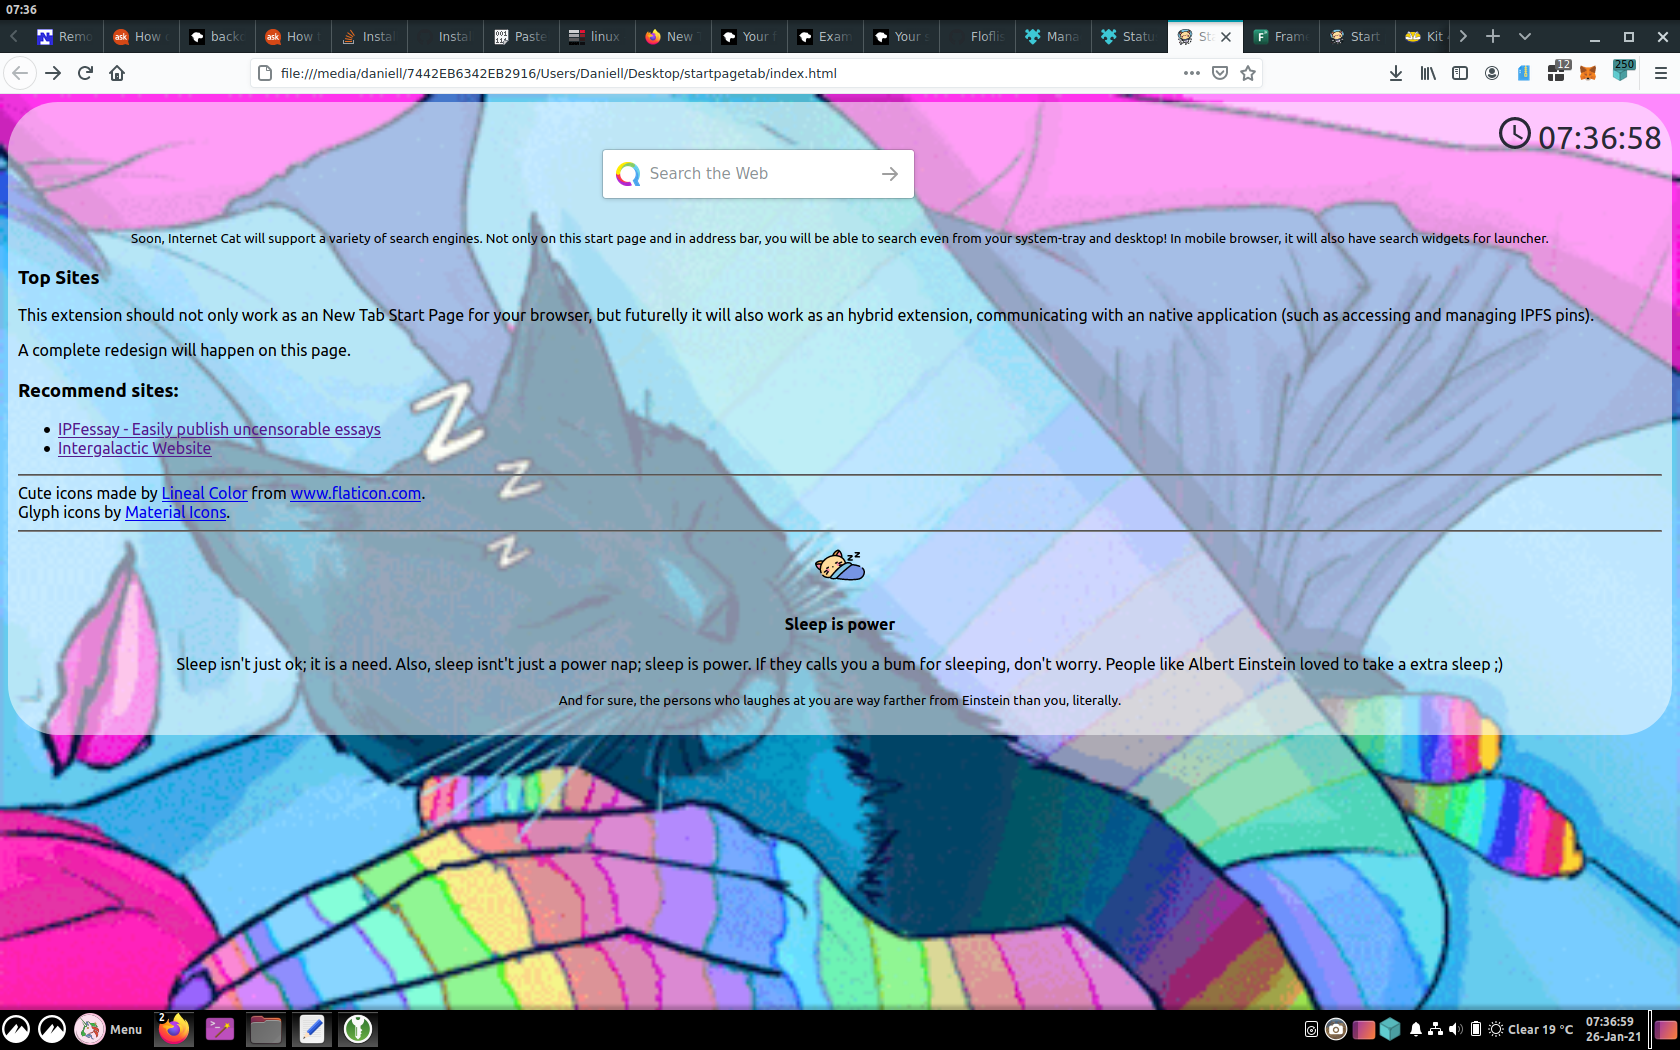 07:36
Remo
ask How
back
ask How t
Instal
Instal
Paste
linux
New T
Your f
Exam
Your s
Floflis
Mana
Statu
St
Fram
Start
Kit
file:///media/daniell/7442EB6342EB2916/Users/Daniell/Desktop/startpagetab/index.html
12
250
07:36:58
Search the Web
Soon, Internet Cat will support a variety of search engines. Not only on this start page and in address bar, you will be able to search even from your system-tray and desktop! In mobile browser, it will also have search widgets for launcher.
Top Sites
This extension should not only work as an New Tab Start Page for your browser, but futurelly it will also work as an hybrid extension, communicating with an native application (such as accessing and managing IPFS pins).
A complete redesign will happen on this page.
Recommend sites:
IPFessay - Easily publish uncensorable essays
Intergalactic Website
Cute icons made by Lineal Color from www.flaticon.com.
Glyph icons by Material Icons.
Z
Z
Z
z z
Sleep is power
Sleep isn't just ok; it is a need. Also, sleep isnt't just a power nap; sleep is power. If they calls you a bum for sleeping, don't worry. People like Albert Einstein loved to take a extra sleep ;)
And for sure, the persons who laughes at you are way farther from Einstein than you, literally.
Menu
2
Clear 19 °C
07:36:59
26-Jan-21